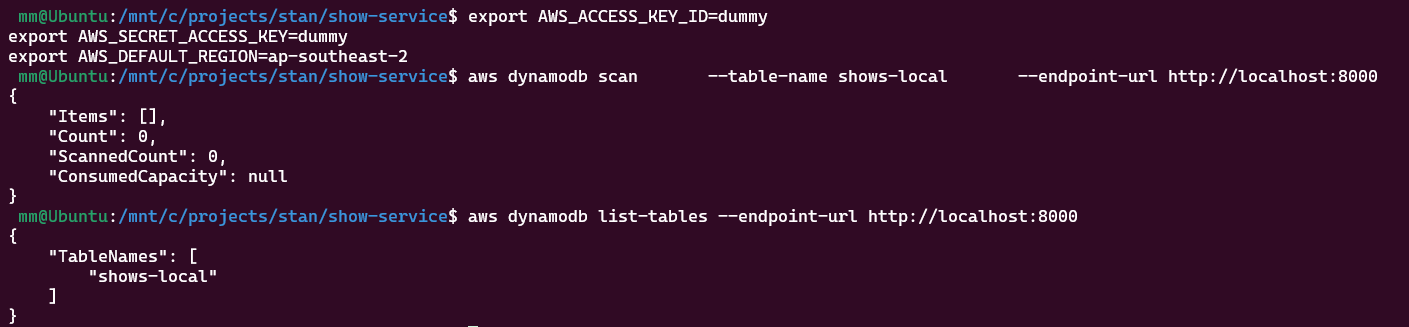 mm@Ubuntu:/mnt/c/projects/stan/show-service$ export AWS_ACCESS_KEY_ID=dummy
export AWS_SECRET_ACCESS_KEY=dummy
export AWS_DEFAULT_REGION=ap-southeast-2
mm@Ubuntu:/mnt/c/projects/stan/show-service$ aws dynamodb scan       --table-name shows-local       --endpoint-url http://localhost:8000
{
    "Items": [],
    "Count": 0,
    "ScannedCount": 0,
    "ConsumedCapacity": null
}
mm@Ubuntu:/mnt/c/projects/stan/show-service$ aws dynamodb list-tables --endpoint-url http://localhost:8000
{
    "TableNames": [
        "shows-local"
    ]
}